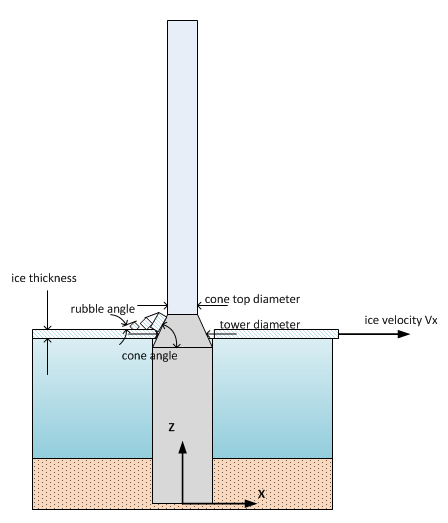 ice thickness
rubble angle
cone top diameter
tower diameter
ice velocity Vx
cone angle
Z
X